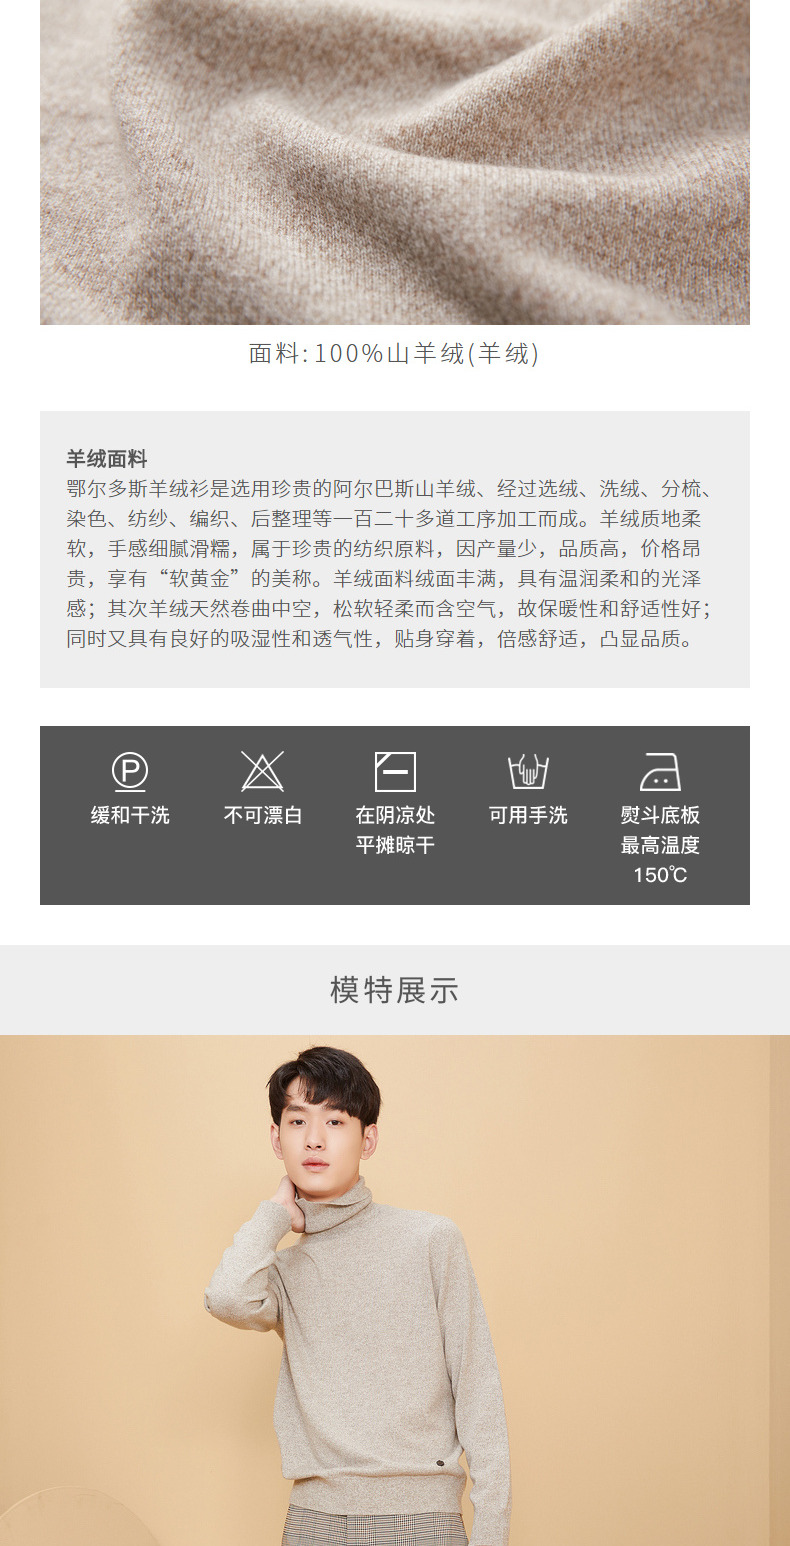 面料:100%山羊绒(羊绒)
羊绒面料
鄂尔多斯羊绒衫是选用珍贵的阿尔巴斯山羊绒、经过选绒、洗绒、分梳、
染色、纺纱、编织、后整理等一百二十多道工序加工而成。羊绒质地柔
软，手感细腻滑糯，属于珍贵的纺织原料，因产量少，品质高，价格昂
贵，享有“软黄金”的美称。羊绒面料绒面丰满，具有温润柔和的光泽
感；其次羊绒天然卷曲中空，松软轻柔而含空气，故保暖性和舒适性好；
同时又具有良好的吸湿性和透气性，贴身穿着，倍感舒适，凸显品质。
P
缓和干洗
不可漂白
在阴凉处
平摊晾干
可用手洗
熨斗底板
最高温度
150℃
模特展示